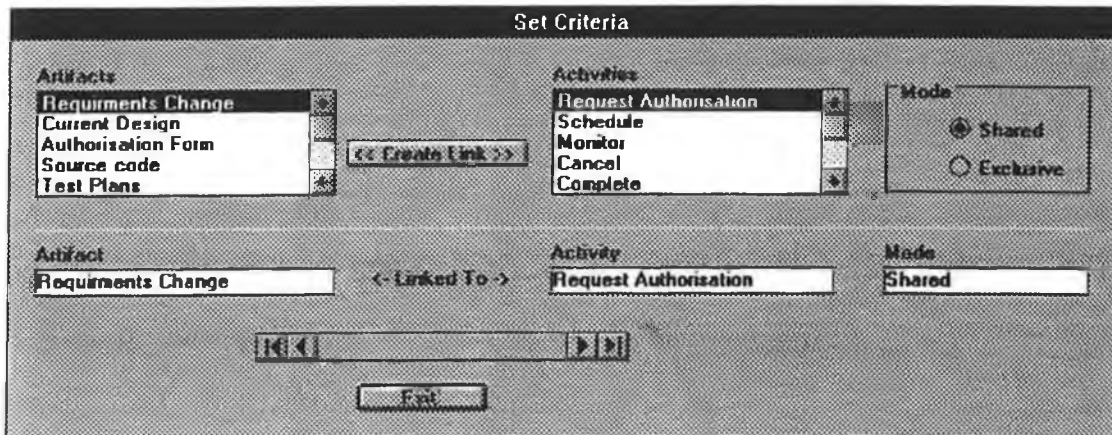 Set Criteria
Artifacts
Requirments Change
Current Design
Authorisation Form
Source code
Test Plans
<< Create Link >>
Activities
Request Authorisation
Schedule
Monitor
Cancel
Complete
Mode
Shared
Exclusive
Artifact
Requirments Change
<- Linked To ->
Activity
Request Authorisation
Mode
Shared
Exit